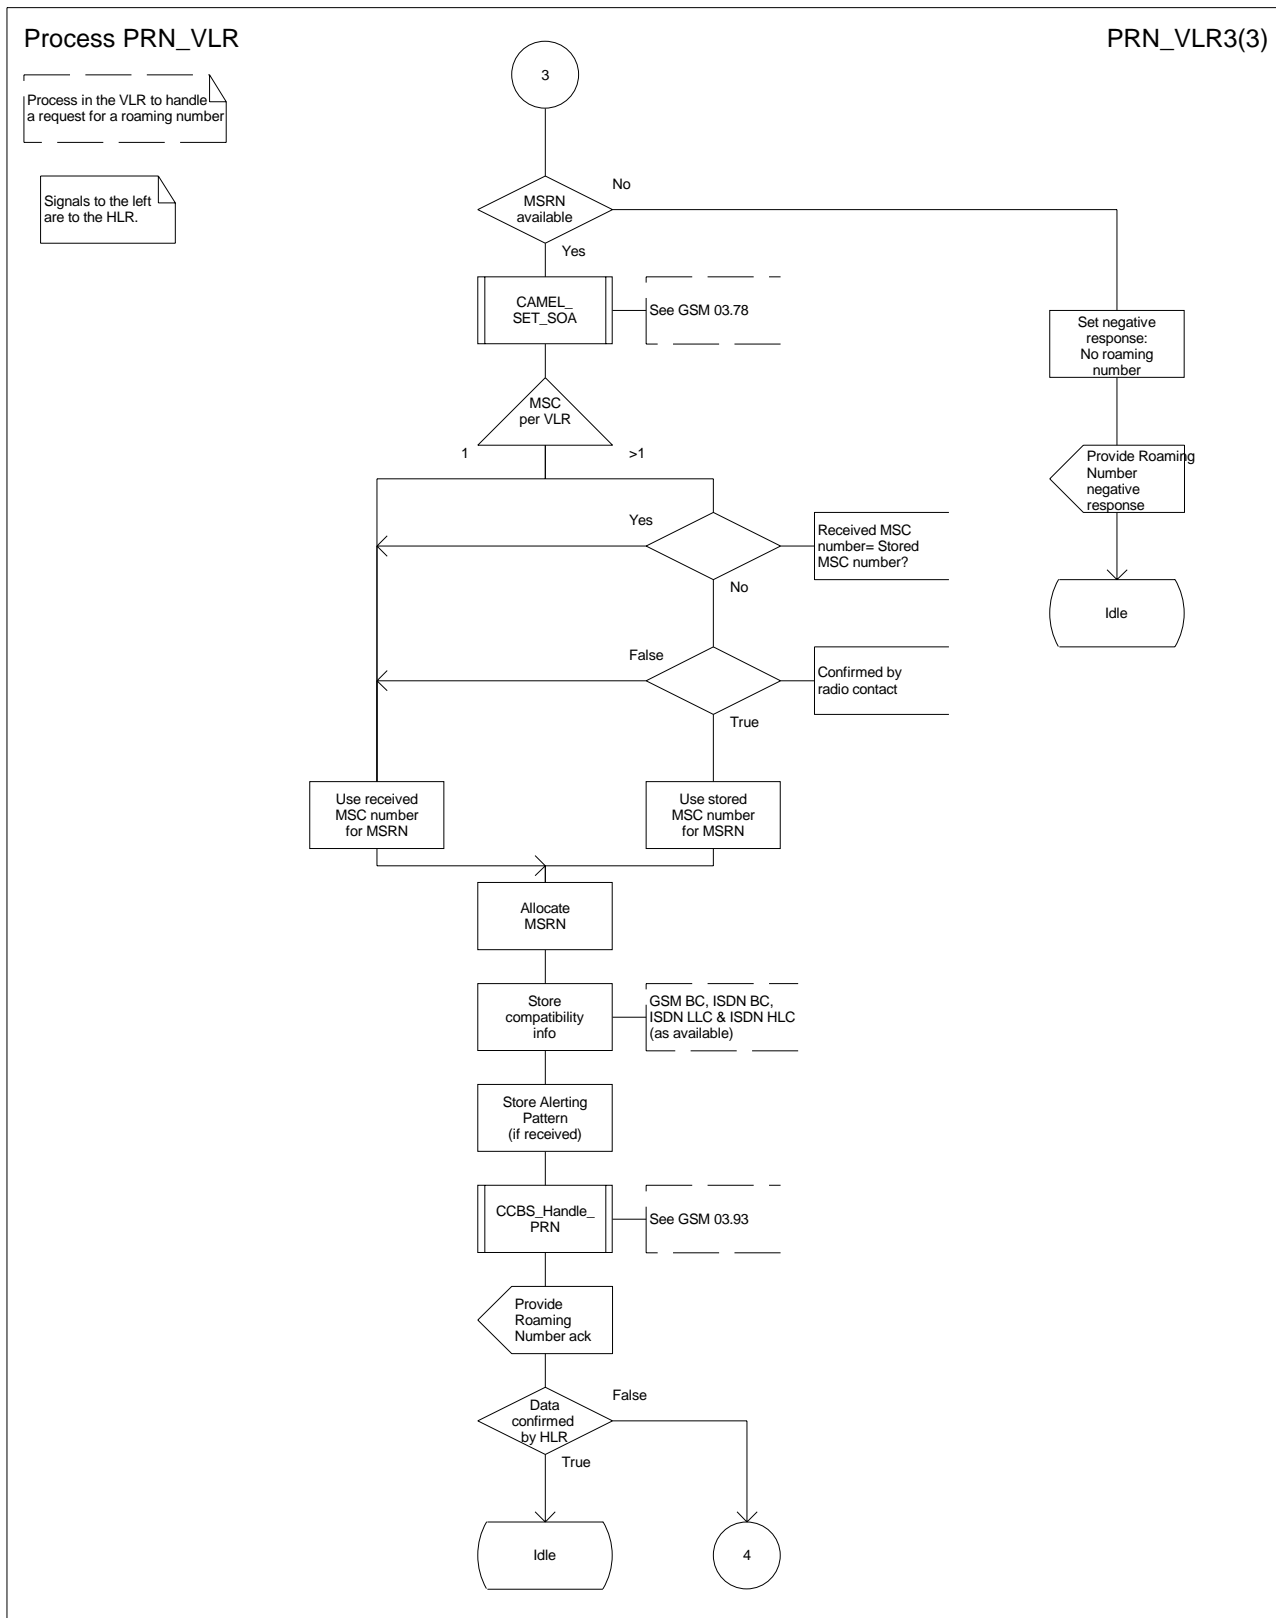 Process PRN_VLR
PRN_VLR3(3)
Process in the VLR to handle
a request for a roaming number
Signals to the left
are to the HLR.
3
MSRN
available
No
Yes
CAMEL_
SET_SOA
See GSM 03.78
Set negative
response:
No roaming
number
MSC
per VLR
1
>1
Provide Roaming
Number
negative
response
Yes
Received MSC
number= Stored
MSC number?
No
Idle
False
Confirmed by
radio contact
True
Use received
MSC number
for MSRN
Use stored
MSC number
for MSRN
Allocate
MSRN
Store
compatibility
info
GSM BC, ISDN BC,
ISDN LLC & ISDN HLC
(as available)
Store Alerting
Pattern
(if received)
CCBS_Handle_
PRN
See GSM 03.93
Provide
Roaming
Number ack
Data
confirmed
by HLR
False
True
Idle
4